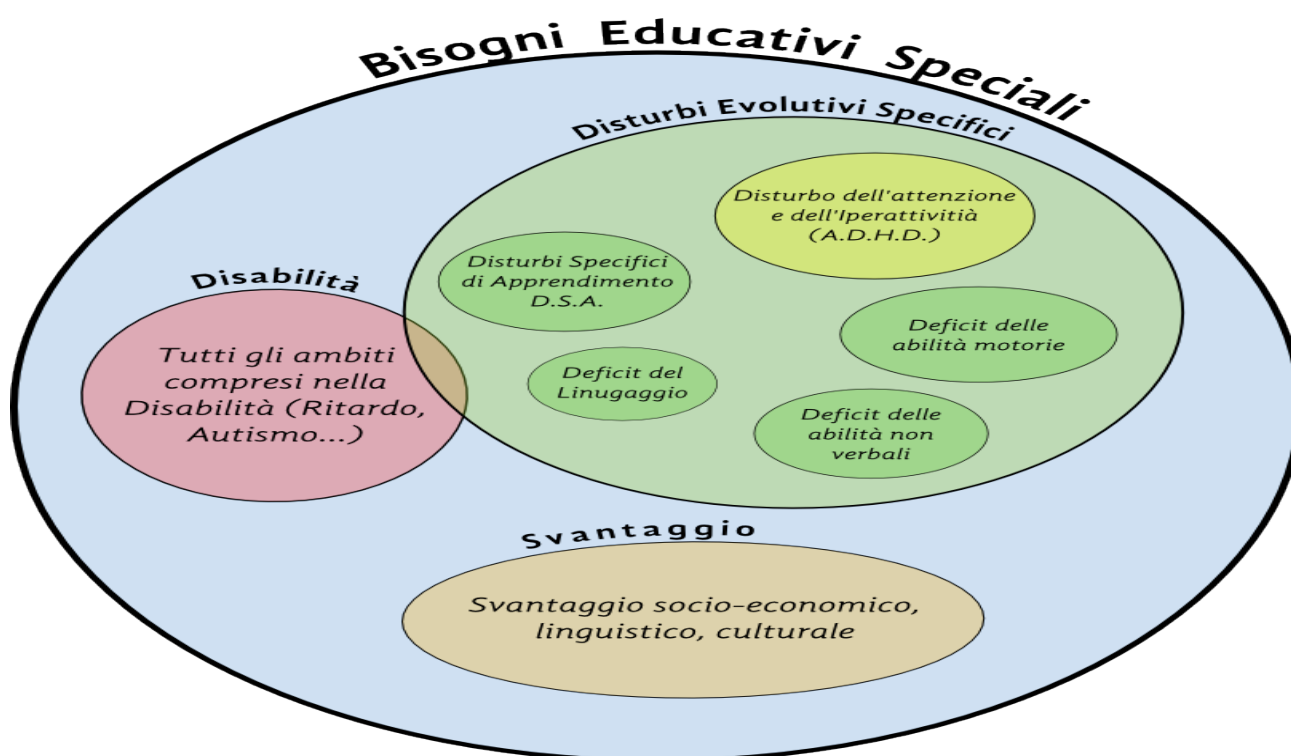 Bisogni Educativi Speciali
Disturbi Evolutivi Specifici
Disturbo dell'attenzione
e dell'Iperattivitià
(A.D.H.D.)
Disturbi Specifici
di Apprendimento
D.S.A.
Deficit delle
abilità motorie
Deficit del
Linugaggio
Deficit delle
abilità non
verbali
Disabilità
Tutti gli ambiti
compresi nella
Disabilità (Ritardo,
Autismo...)
Svantaggio
Svantaggio socio-economico,
linguistico, culturale